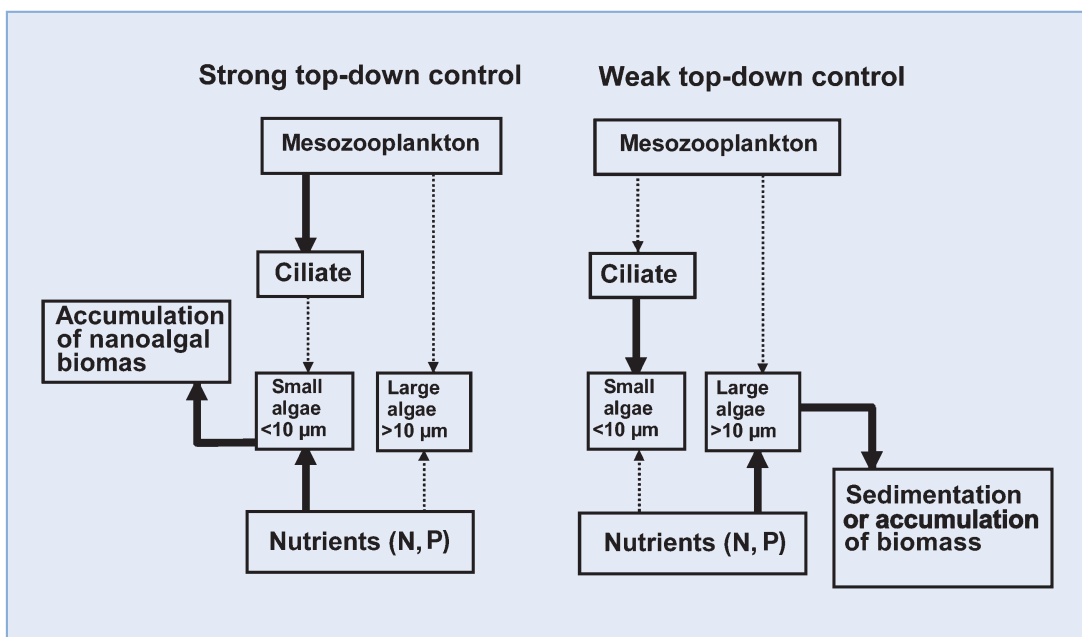 Strong top-down control
Mesozooplankton
Ciliate
Accumulation
of nanoalgal
biomas
Small
algae
<10 µm
Large
algae
>10 µm
Nutrients (N, P)
Weak top-down control
Mesozooplankton
Ciliate
Small
algae
<10 µm
Large
algae
>10 µm
Sedimentation
or accumulation
of biomass
Nutrients (N, P)